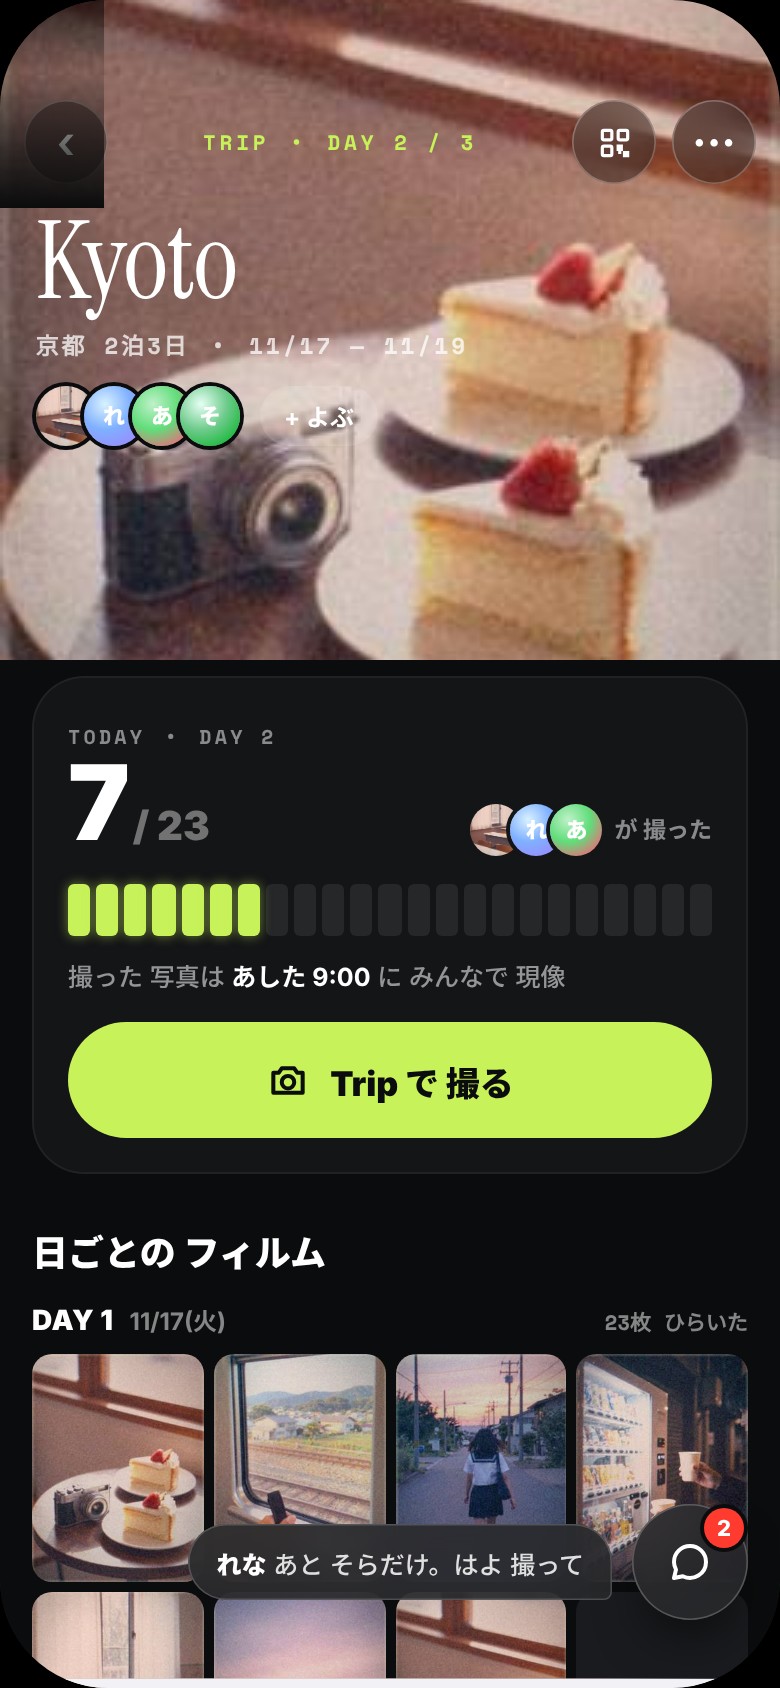 TRIP • DAY 2 / 3
Kyoto
京都 2泊3日 • 11/17 – 11/19
れ あ そ + よぶ
TODAY • DAY 2
7 / 23
れ あ が 撮った
撮った 写真は あした 9:00 に みんなで 現像
Trip で 撮る
日ごとの フィルム
DAY 1 11/17(火) 23枚 ひらいた
れな あと そらだけ。はよ 撮って
2